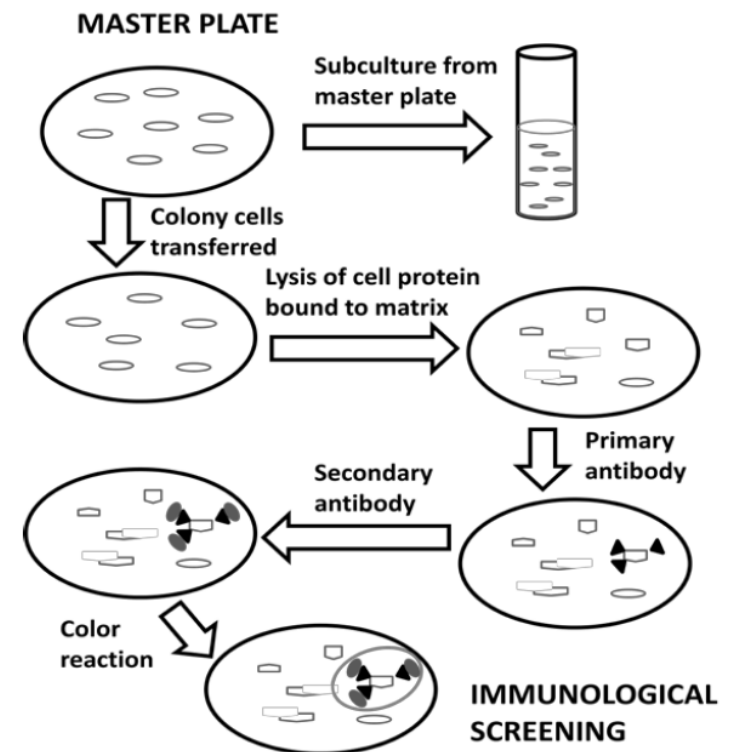 MASTER PLATE
Subculture from
master plate
Colony cells
transferred
Lysis of cell protein
bound to matrix
Primary
antibody
Secondary
antibody
Color
reaction
IMMUNOLOGICAL
SCREENING